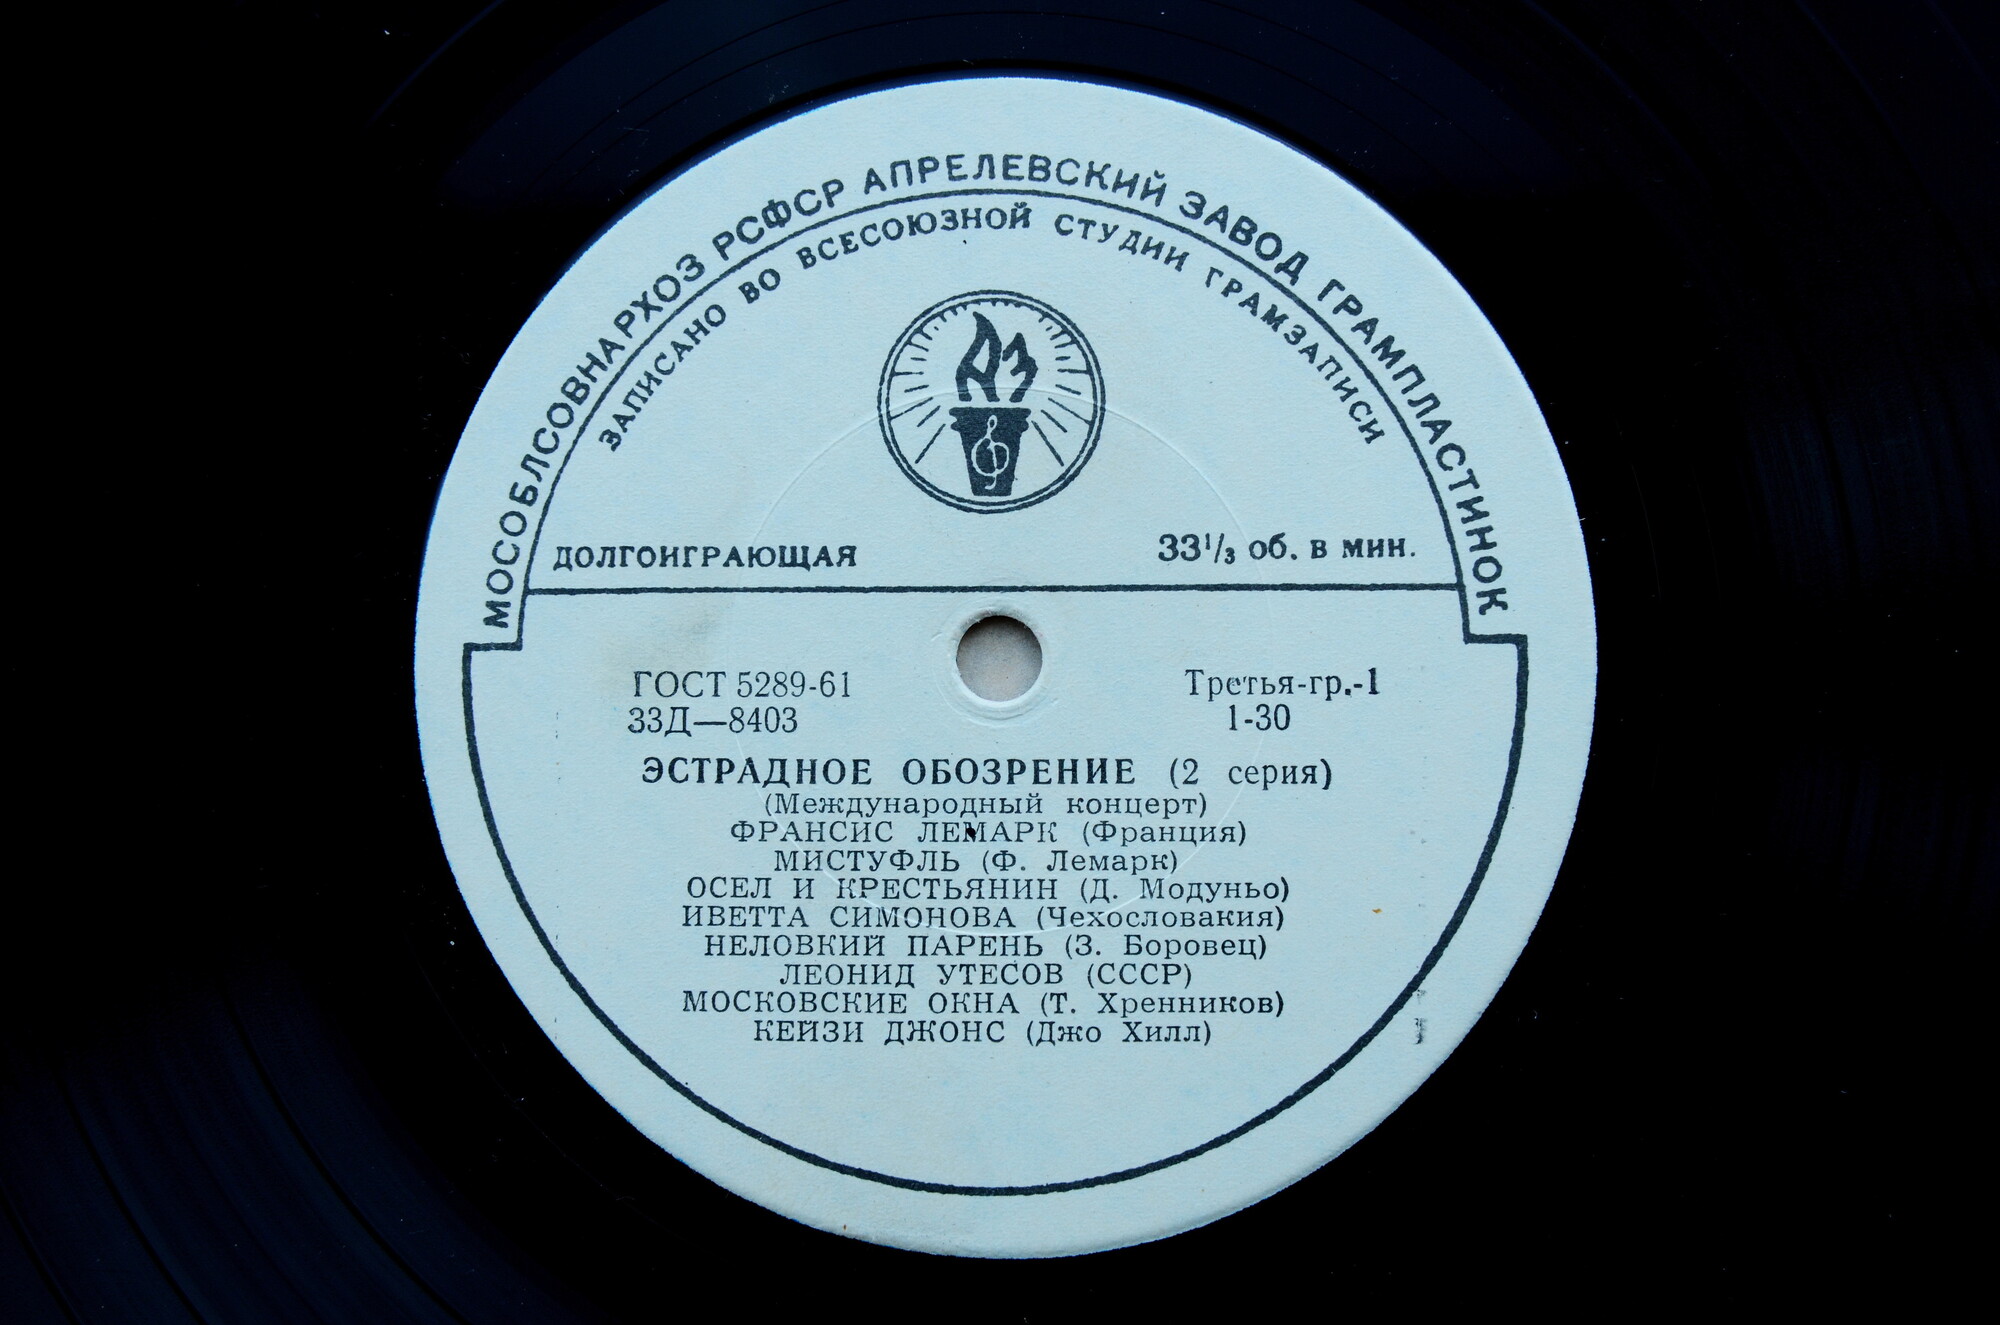 МОСОБЛСОВНАРХОЗ РСФСР АПРЕЛЕВСКИЙ ЗАВОД ГРАМПЛАСТИНОК
ЗАПИСАНО ВО ВСЕСОЮЗНОЙ СТУДИИ ГРАМЗАПИСИ
АЗ
ДОЛГОИГРАЮЩАЯ 33 1/3 об. в мин.
ГОСТ 5289-61 Третья-гр.-1
33Д—8403 1-30
ЭСТРАДНОЕ ОБОЗРЕНИЕ (2 серия)
(Международный концерт)
ФРАНСИС ЛЕМАРК (Франция)
МИСТУФЛЬ (Ф. Лемарк)
ОСЕЛ И КРЕСТЬЯНИН (Д. Модуньо)
ИВЕТТА СИМОНОВА (Чехословакия)
НЕЛОВКИЙ ПАРЕНЬ (З. Боровец)
ЛЕОНИД УТЕСОВ (СССР)
МОСКОВСКИЕ ОКНА (Т. Хренников)
КЕЙЗИ ДЖОНС (Джо Хилл)